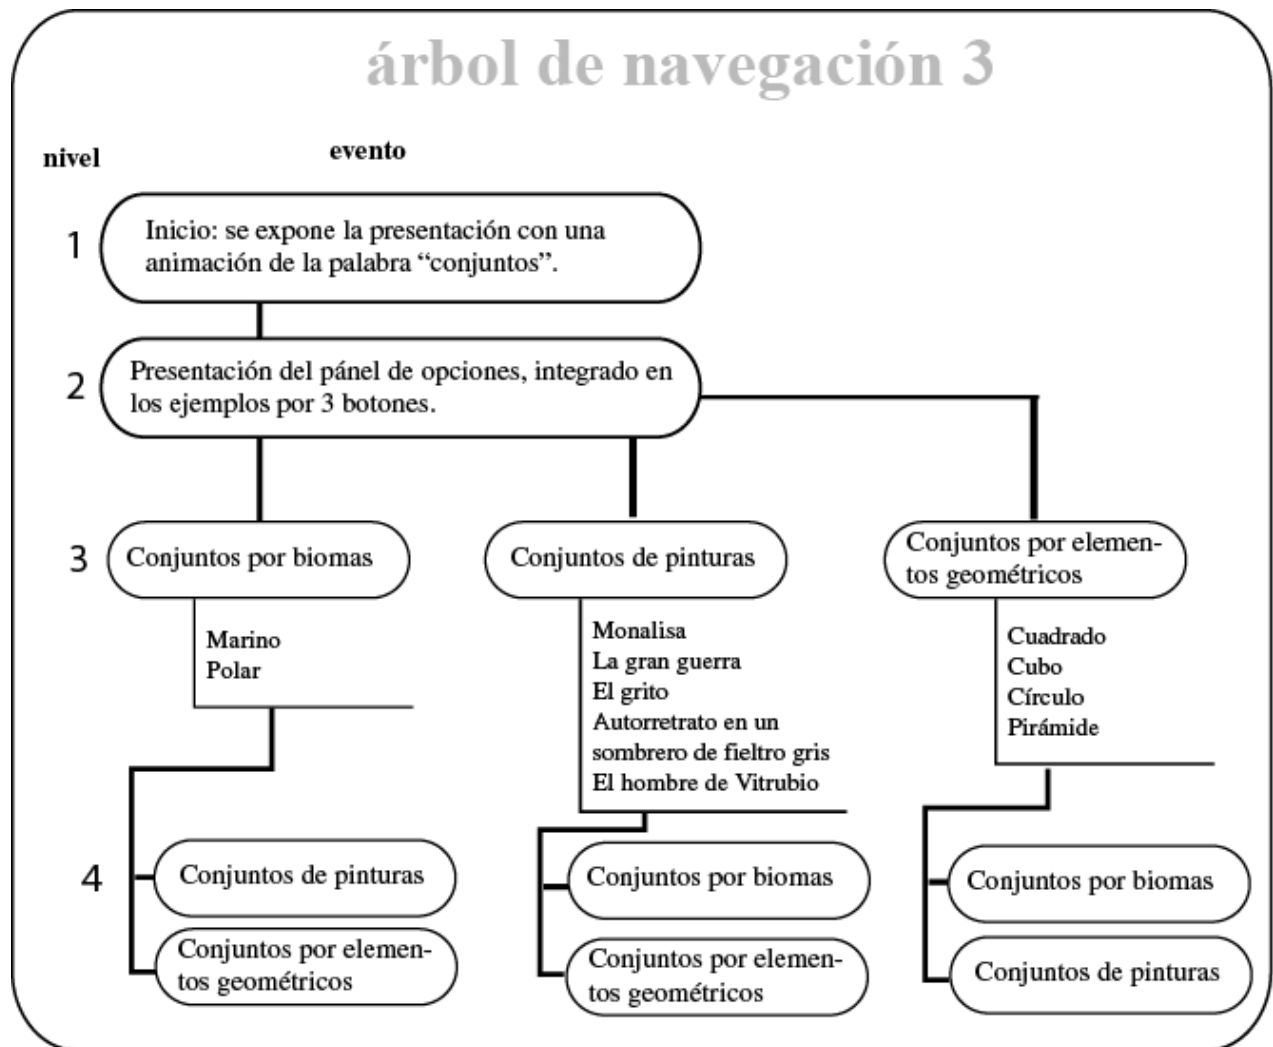 árbol de navegación 3
nivel
evento
1
Inicio: se expone la presentación con una
animación de la palabra “conjuntos”.
2
Presentación del pánel de opciones, integrado en
los ejemplos por 3 botones.
3
Conjuntos por biomas
Marino
Polar
Conjuntos de pinturas
Monalisa
La gran guerra
El grito
Autorretrato en un
sombrero de fieltro gris
El hombre de Vitrubio
Conjuntos por elemen-
tos geométricos
Cuadrado
Cubo
Círculo
Pirámide
4
Conjuntos de pinturas
Conjuntos por elemen-
tos geométricos
Conjuntos por biomas
Conjuntos por elemen-
tos geométricos
Conjuntos por biomas
Conjuntos de pinturas